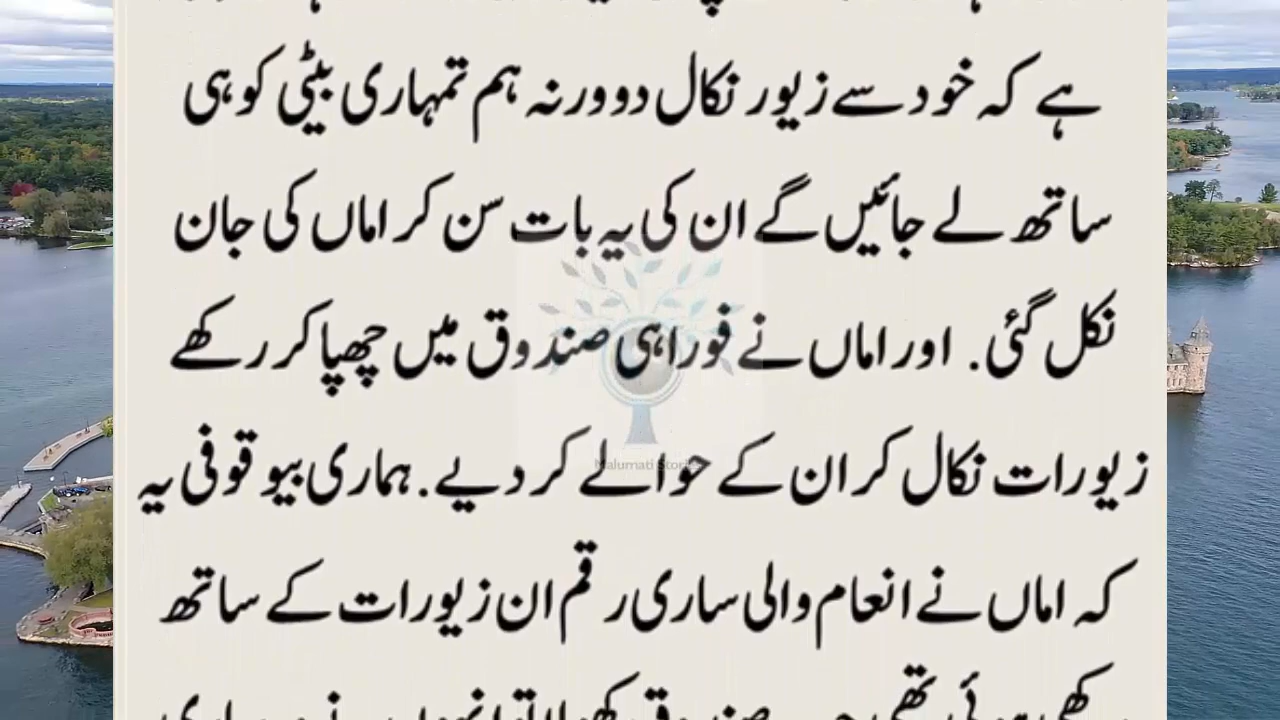 ہے کہ خود سے زیور نکال دو ورنہ ہم تمہاری بیٹی کو ہی
ساتھ لے جائیں گے ان کی یہ بات سن کر اماں کی جان
نکل گئی. اور اماں نے فورا ہی صندوق میں چھپا کر رکھے
زیورات نکال کر ان کے حوالے کر دیے. ہماری بیوقوفی یہ
Malumati Stories
کہ اماں نے انعام والی ساری رقم ان زیورات کے ساتھ